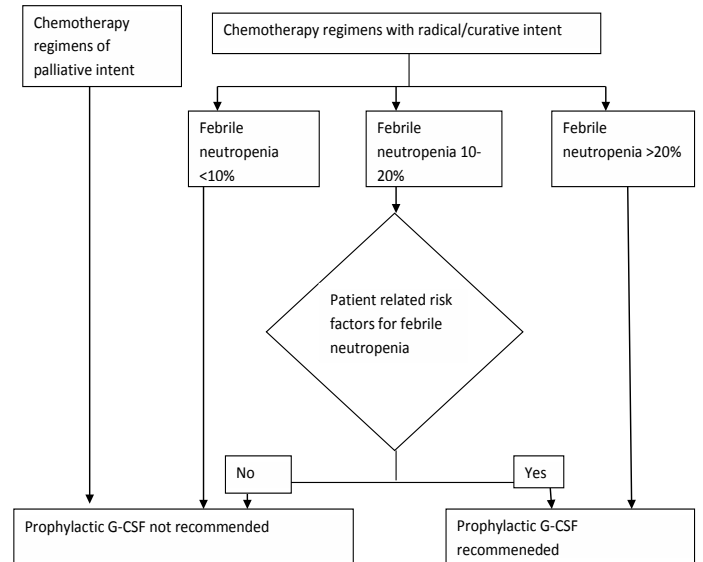 Chemotherapy
regimens of
palliative intent
Chemotherapy regimens with radical/curative intent
Febrile
neutropenia
<10%
Febrile
neutropenia 10-
20%
Febrile
neutropenia >20%
Patient related risk
factors for febrile
neutropenia
No
Yes
Prophylactic G-CSF not recommended
Prophylactic G-CSF
recommeneded